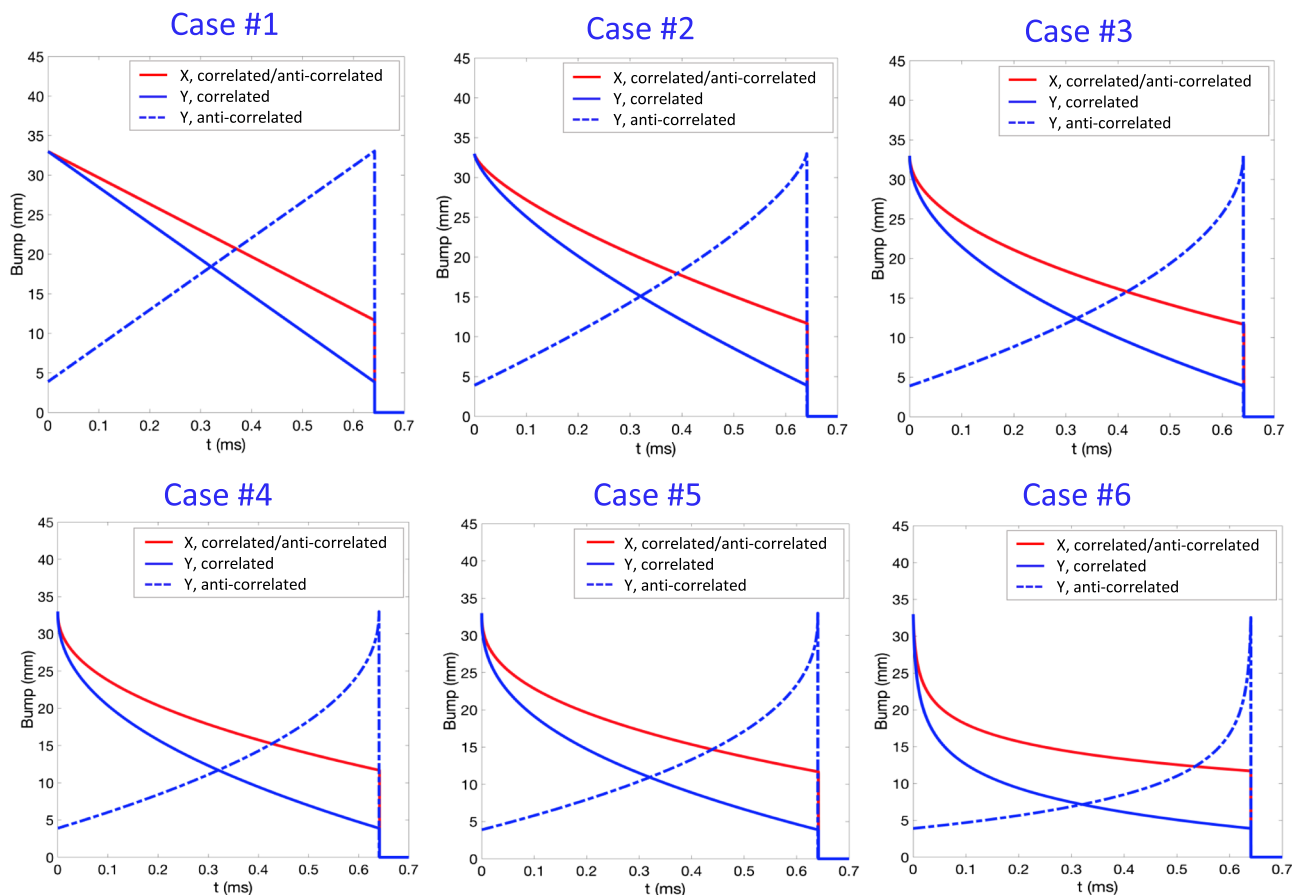 Case #1
Case #2
Case #3
45
40
35
30
25
20
15
10
5
0
Bump (mm)
X, correlated/anti-correlated
Y, correlated
Y, anti-correlated
0 0.1 0.2 0.3 0.4 0.5 0.6 0.7
t (ms)
45
40
35
30
25
20
15
10
5
0
Bump (mm)
X, correlated/anti-correlated
Y, correlated
Y, anti-correlated
0 0.1 0.2 0.3 0.4 0.5 0.6 0.7
t (ms)
45
40
35
30
25
20
15
10
5
0
Bump (mm)
X, correlated/anti-correlated
Y, correlated
Y, anti-correlated
0 0.1 0.2 0.3 0.4 0.5 0.6 0.7
t (ms)
Case #4
Case #5
Case #6
45
40
35
30
25
20
15
10
5
0
Bump (mm)
X, correlated/anti-correlated
Y, correlated
Y, anti-correlated
0 0.1 0.2 0.3 0.4 0.5 0.6 0.7
t (ms)
45
40
35
30
25
20
15
10
5
0
Bump (mm)
X, correlated/anti-correlated
Y, correlated
Y, anti-correlated
0 0.1 0.2 0.3 0.4 0.5 0.6 0.7
t (ms)
45
40
35
30
25
20
15
10
5
0
Bump (mm)
X, correlated/anti-correlated
Y, correlated
Y, anti-correlated
0 0.1 0.2 0.3 0.4 0.5 0.6 0.7
t (ms)